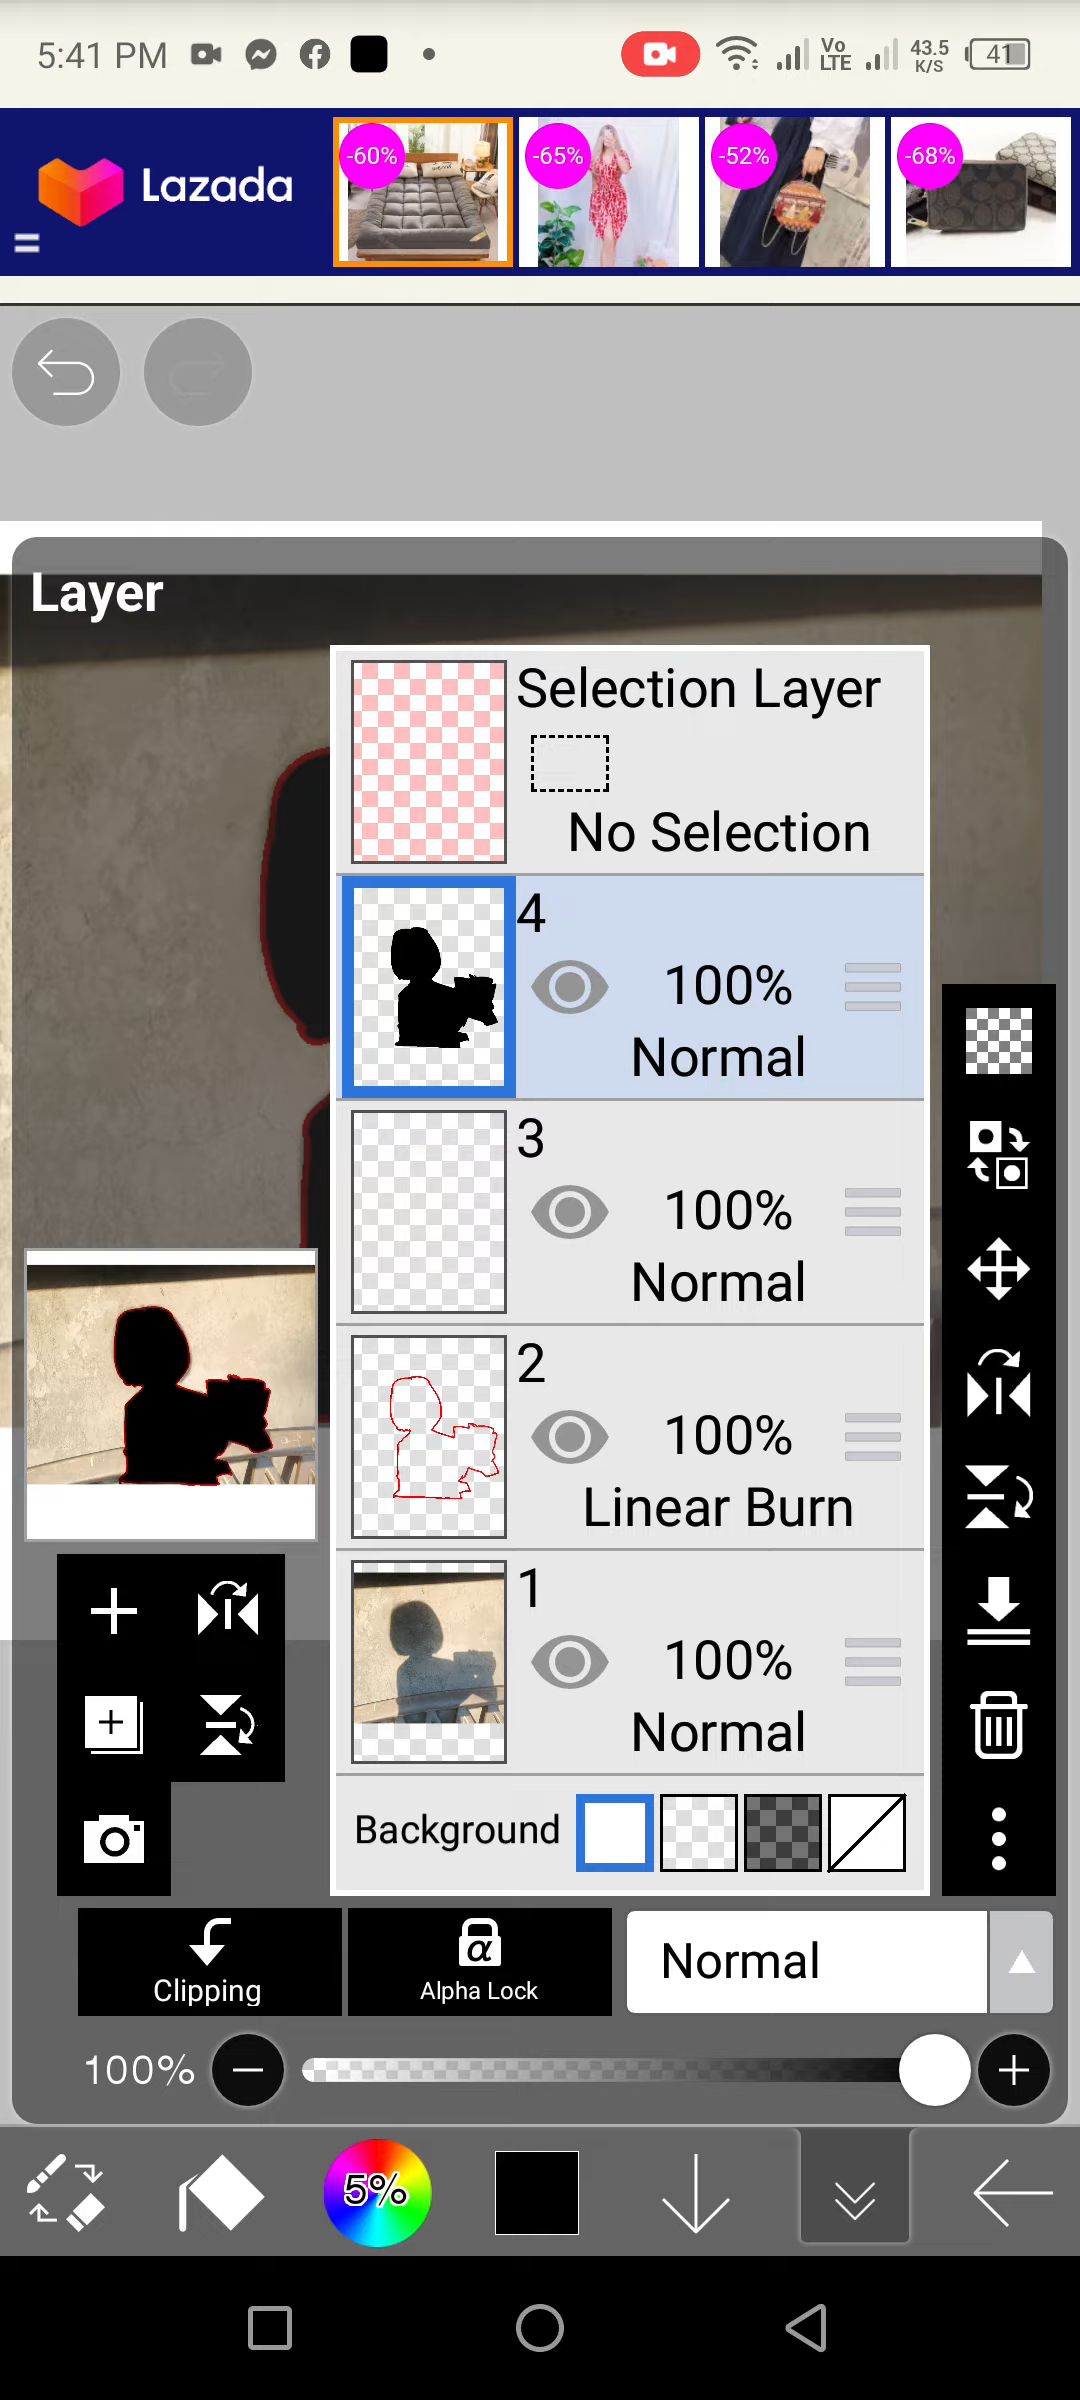 5:41 PM
Vo
LTE
43.5
K/S
41
Lazada
-60%
-65%
-52%
-68%
Layer
Selection Layer
No Selection
4
100%
Normal
3
100%
Normal
2
100%
Linear Burn
1
100%
Normal
Background
Clipping
α
Alpha Lock
Normal
100%
5%